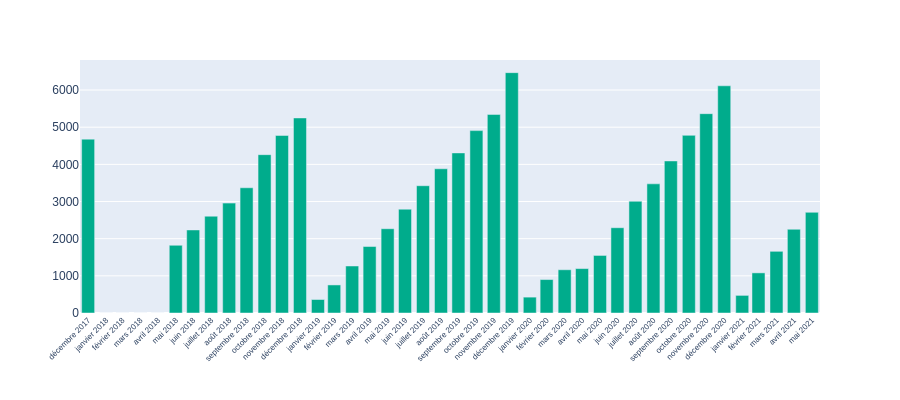 6000
5000
4000
3000
2000
1000
0
décembre 2017
janvier 2018
février 2018
mars 2018
avril 2018
mai 2018
juin 2018
juillet 2018
août 2018
septembre 2018
octobre 2018
novembre 2018
décembre 2018
janvier 2019
février 2019
mars 2019
avril 2019
mai 2019
juin 2019
juillet 2019
août 2019
septembre 2019
octobre 2019
novembre 2019
décembre 2019
janvier 2020
février 2020
mars 2020
avril 2020
mai 2020
juin 2020
juillet 2020
août 2020
septembre 2020
octobre 2020
novembre 2020
décembre 2020
janvier 2021
février 2021
mars 2021
avril 2021
mai 2021